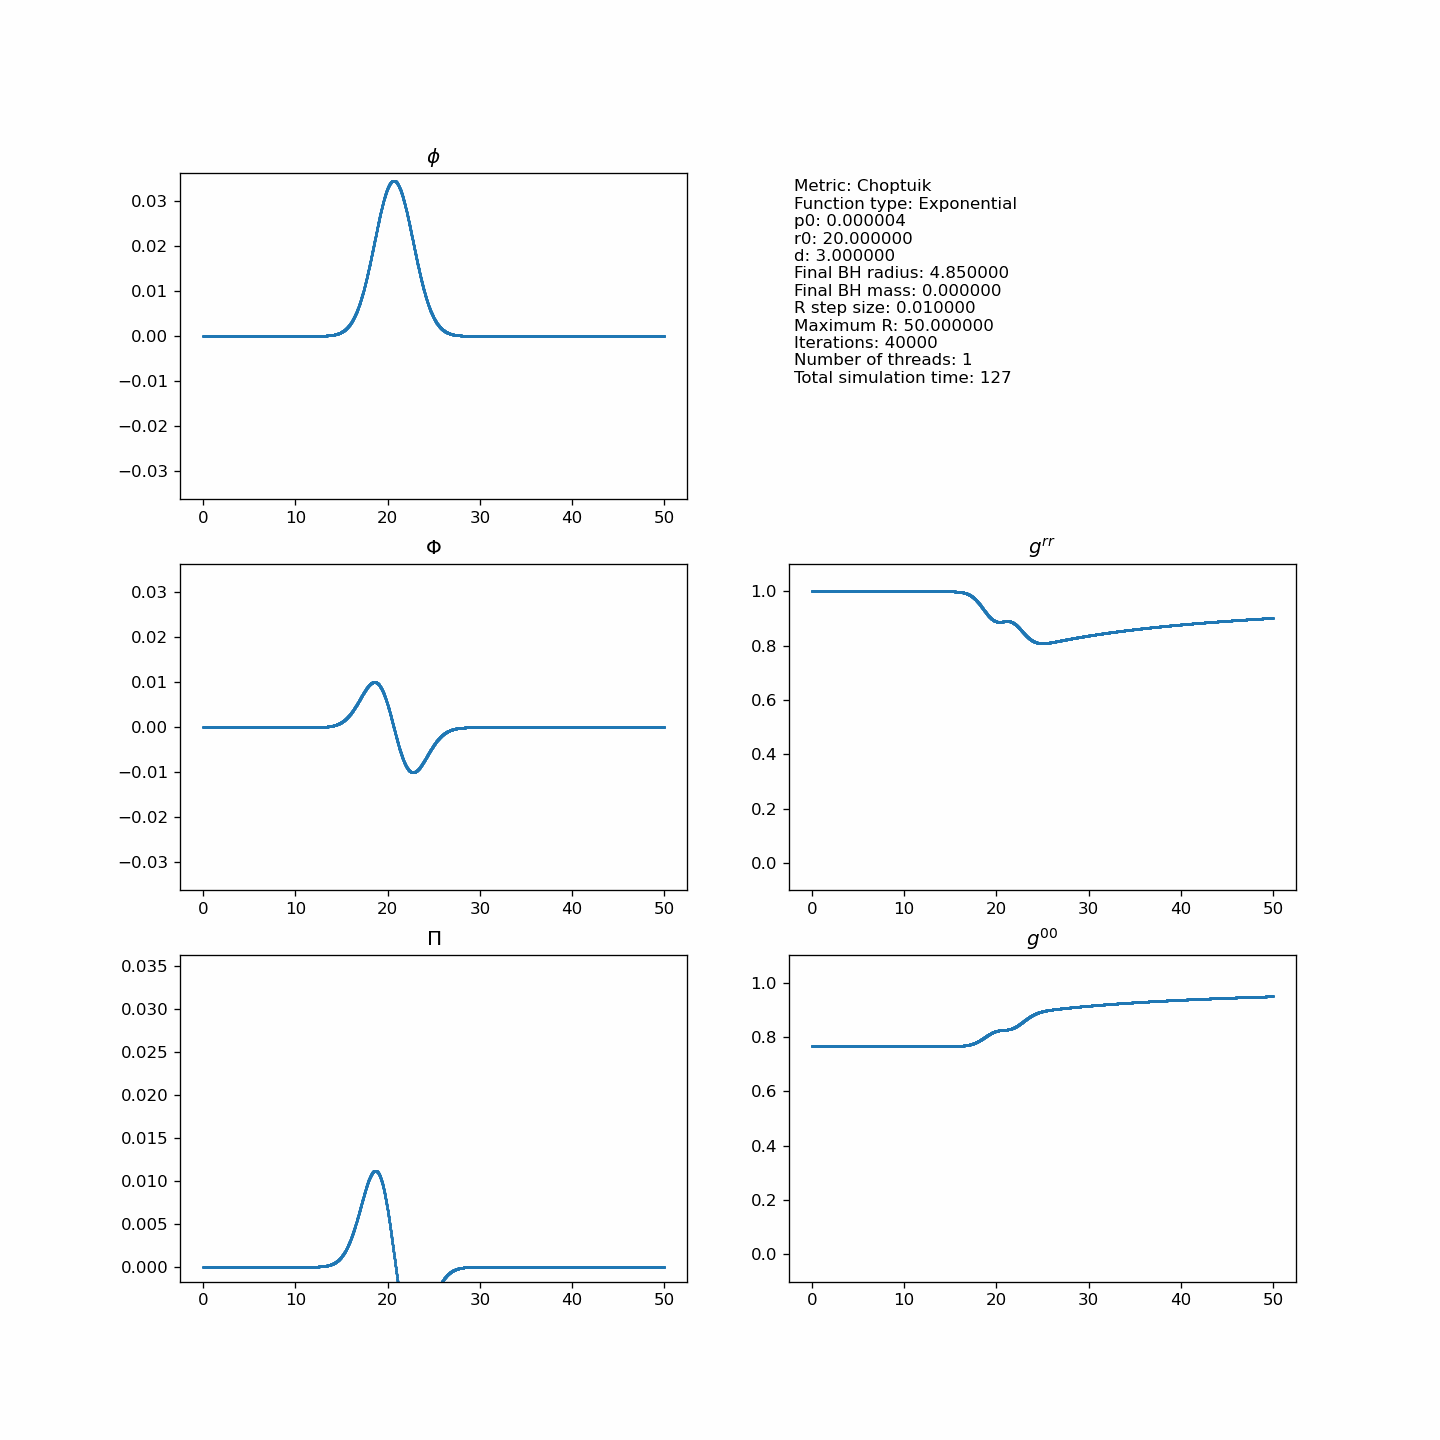 ϕ
0.03
0.02
0.01
0.00
−0.01
−0.02
−0.03
0 10 20 30 40 50
Metric: Choptuik
Function type: Exponential
p0: 0.000004
r0: 20.000000
d: 3.000000
Final BH radius: 4.850000
Final BH mass: 0.000000
R step size: 0.010000
Maximum R: 50.000000
Iterations: 40000
Number of threads: 1
Total simulation time: 127
Φ
0.03
0.02
0.01
0.00
−0.01
−0.02
−0.03
0 10 20 30 40 50
g^{rr}
1.0
0.8
0.6
0.4
0.2
0.0
0 10 20 30 40 50
Π
0.035
0.030
0.025
0.020
0.015
0.010
0.005
0.000
0 10 20 30 40 50
g^{00}
1.0
0.8
0.6
0.4
0.2
0.0
0 10 20 30 40 50